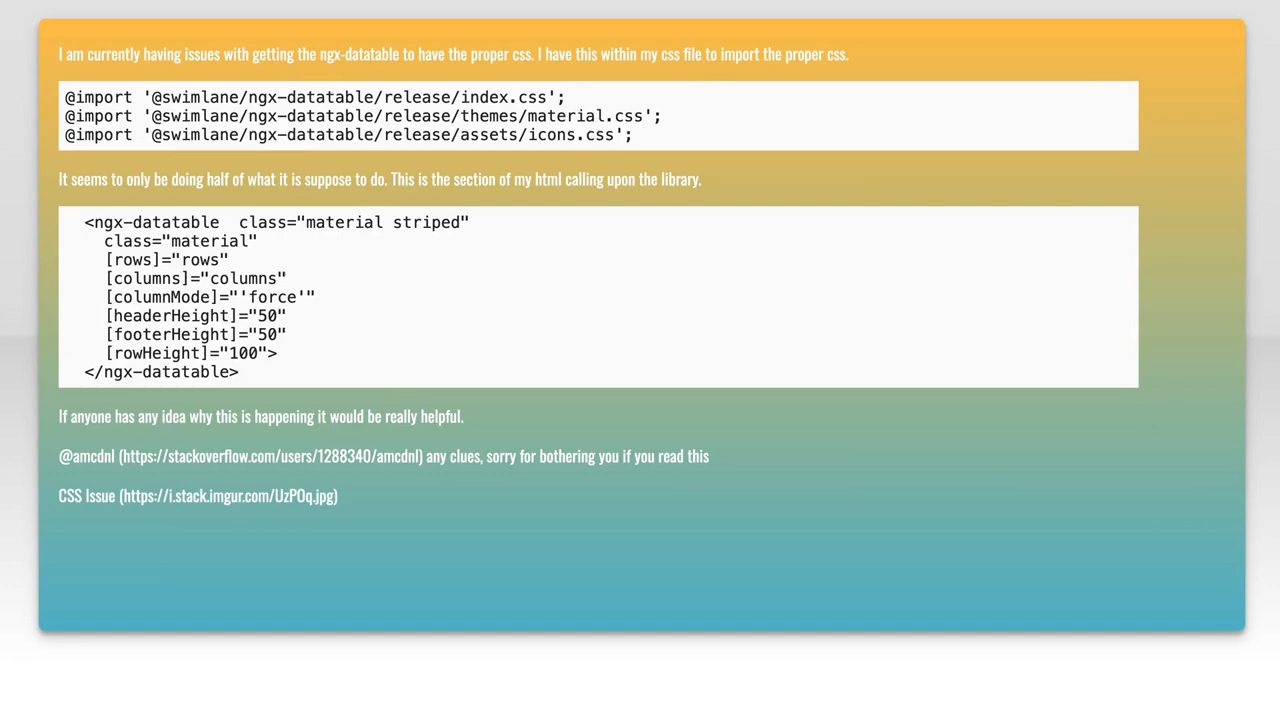 I am currently having issues with getting the ngx-datatable to have the proper css. I have this within my css file to import the proper css.
@import '@swimlane/ngx-datatable/release/index.css';
@import '@swimlane/ngx-datatable/release/themes/material.css';
@import '@swimlane/ngx-datatable/release/assets/icons.css';
It seems to only be doing half of what it is suppose to do. This is the section of my html calling upon the library.
<ngx-datatable  class="material striped"
  class="material"
  [rows]="rows"
  [columns]="columns"
  [columnMode]="'force'"
  [headerHeight]="50"
  [footerHeight]="50"
  [rowHeight]="100">
</ngx-datatable>
If anyone has any idea why this is happening it would be really helpful.
@amcdnl (https://stackoverflow.com/users/1288340/amcdnl) any clues, sorry for bothering you if you read this
CSS Issue (https://i.stack.imgur.com/UzPOq.jpg)